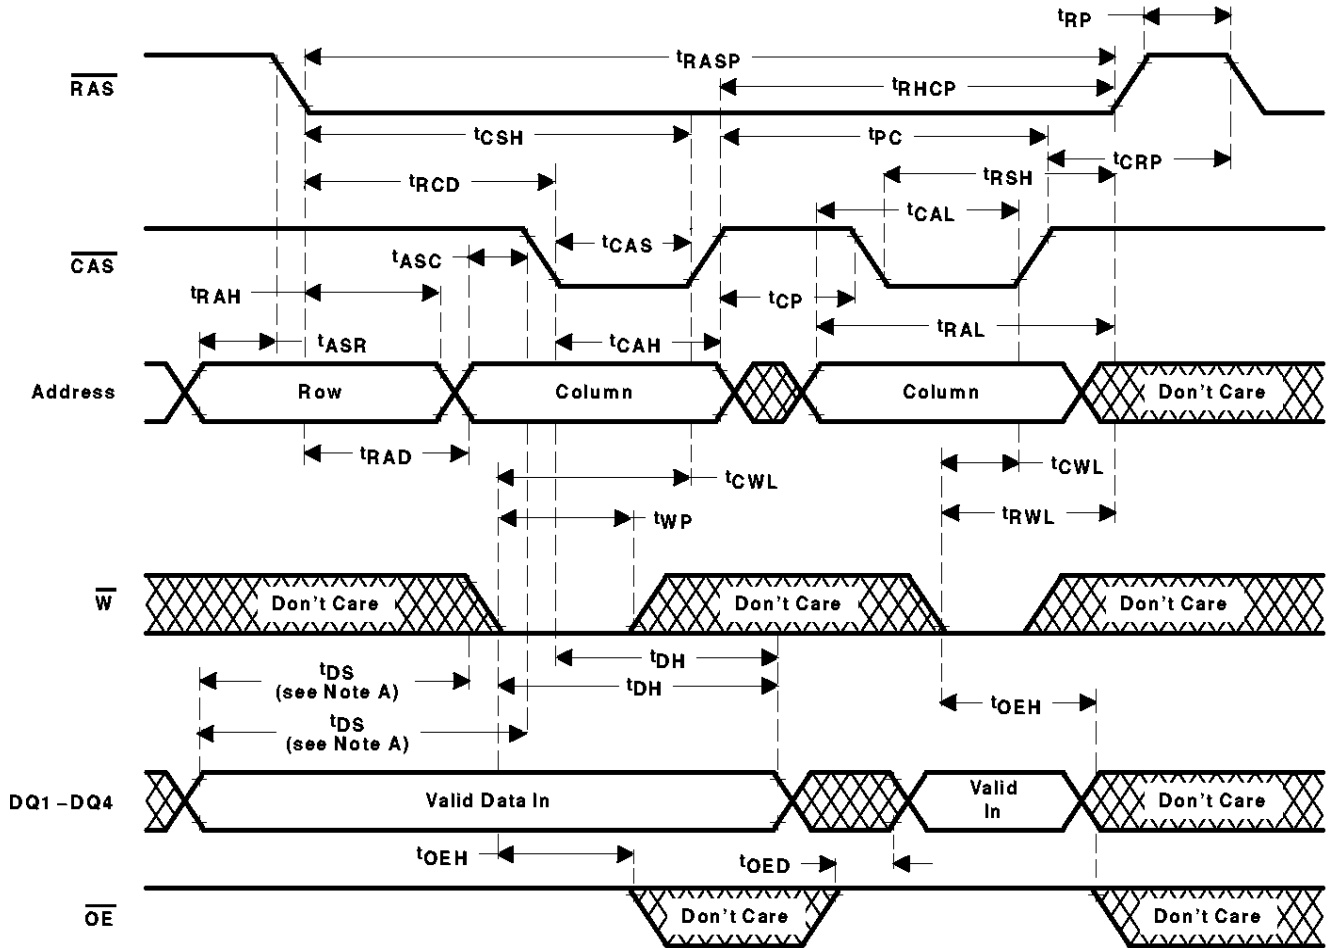 tRP
tRASP
RAS
tRHCP
tCSH
tPC
tCRP
tRCD
tRSH
tCAL
CAS
tCAS
tASC
tRAH
tCP
tRAL
tASR
tCAH
Address
Row
Column
Column
Don't Care
tRAD
tCWL
tCWL
tWP
tRWL
W
Don't Care
Don't Care
Don't Care
tDH
tDS
(see Note A)
tDH
tOEH
tDS
(see Note A)
DQ1–DQ4
Valid Data In
Valid
In
Don't Care
tOEH
tOED
OE
Don't Care
Don't Care